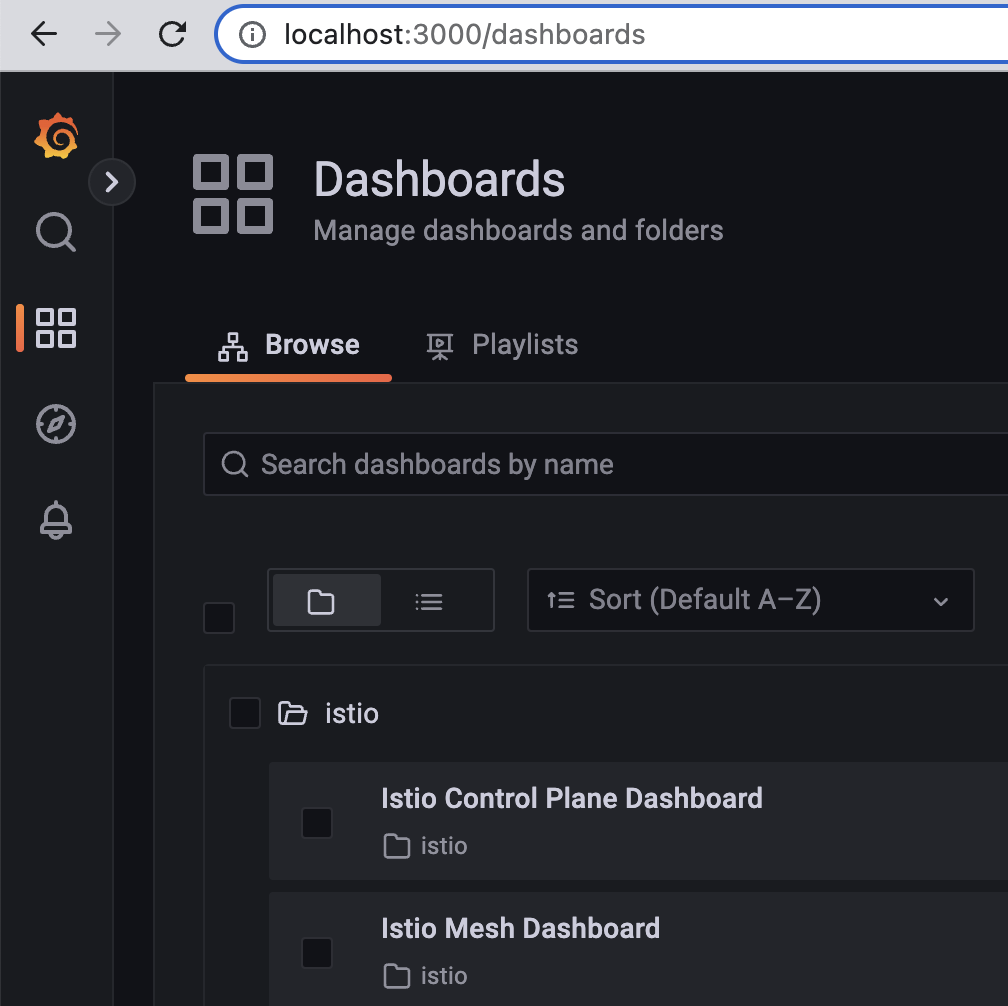 localhost:3000/dashboards
Dashboards
Manage dashboards and folders
Browse
Playlists
Search dashboards by name
Sort (Default A–Z)
istio
Istio Control Plane Dashboard
istio
Istio Mesh Dashboard
istio